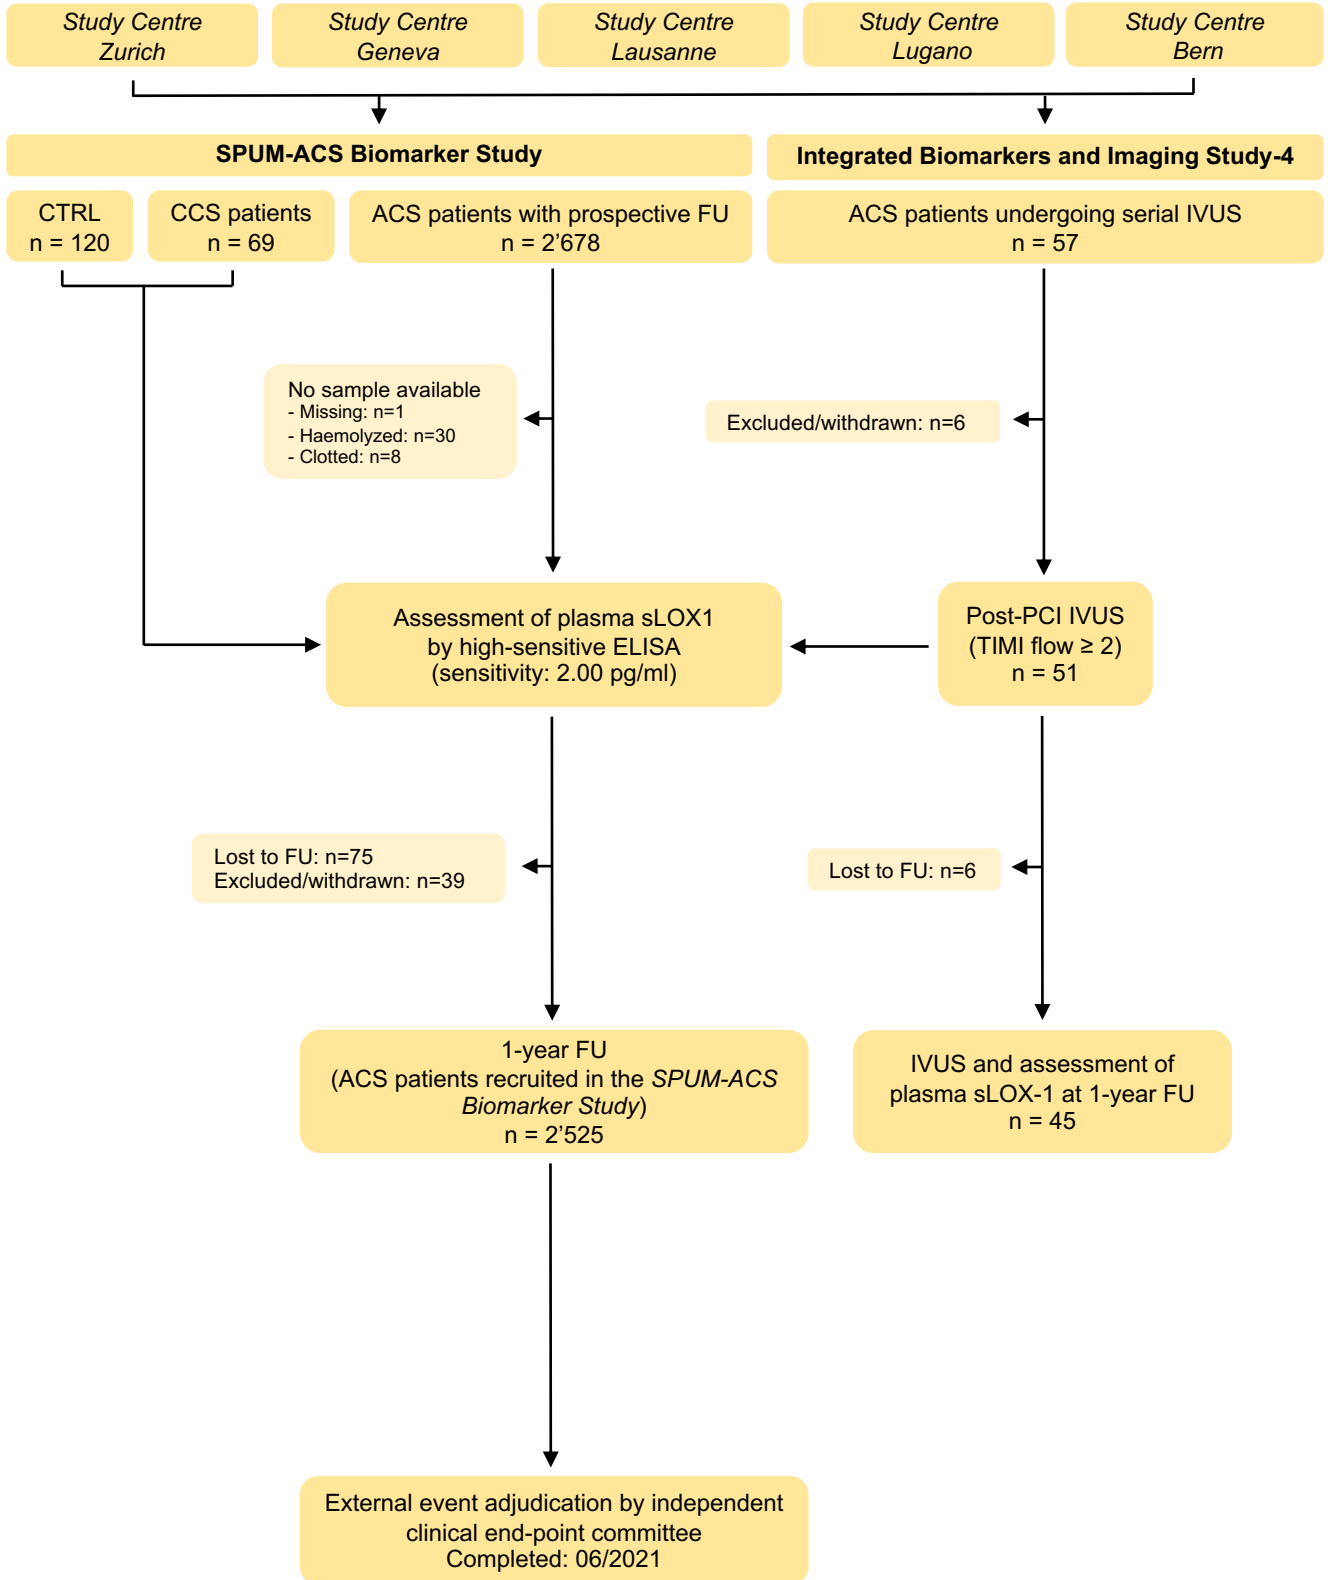 Study Centre
Zurich
Study Centre
Geneva
Study Centre
Lausanne
Study Centre
Lugano
Study Centre
Bern
SPUM-ACS Biomarker Study
Integrated Biomarkers and Imaging Study-4
CTRL
n = 120
CCS patients
n = 69
ACS patients with prospective FU
n = 2’678
ACS patients undergoing serial IVUS
n = 57
No sample available
- Missing: n=1
- Haemolyzed: n=30
- Clotted: n=8
Excluded/withdrawn: n=6
Assessment of plasma sLOX1
by high-sensitive ELISA
(sensitivity: 2.00 pg/ml)
Post-PCI IVUS
(TIMI flow ≥ 2)
n = 51
Lost to FU: n=75
Excluded/withdrawn: n=39
Lost to FU: n=6
1-year FU
(ACS patients recruited in the SPUM-ACS
Biomarker Study)
n = 2’525
IVUS and assessment of
plasma sLOX-1 at 1-year FU
n = 45
External event adjudication by independent
clinical end-point committee
Completed: 06/2021